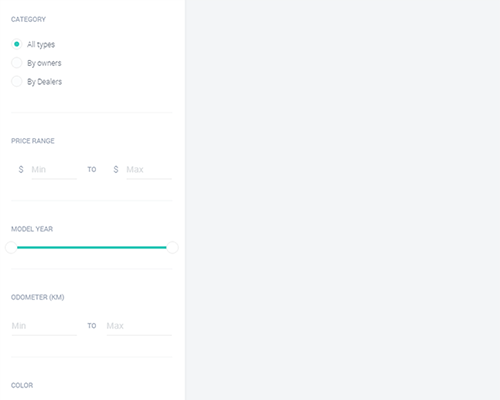 CATEGORY
All types
By owners
By Dealers
PRICE RANGE
$ Min TO $ Max
MODEL YEAR
ODOMETER (KM)
Min TO Max
COLOR